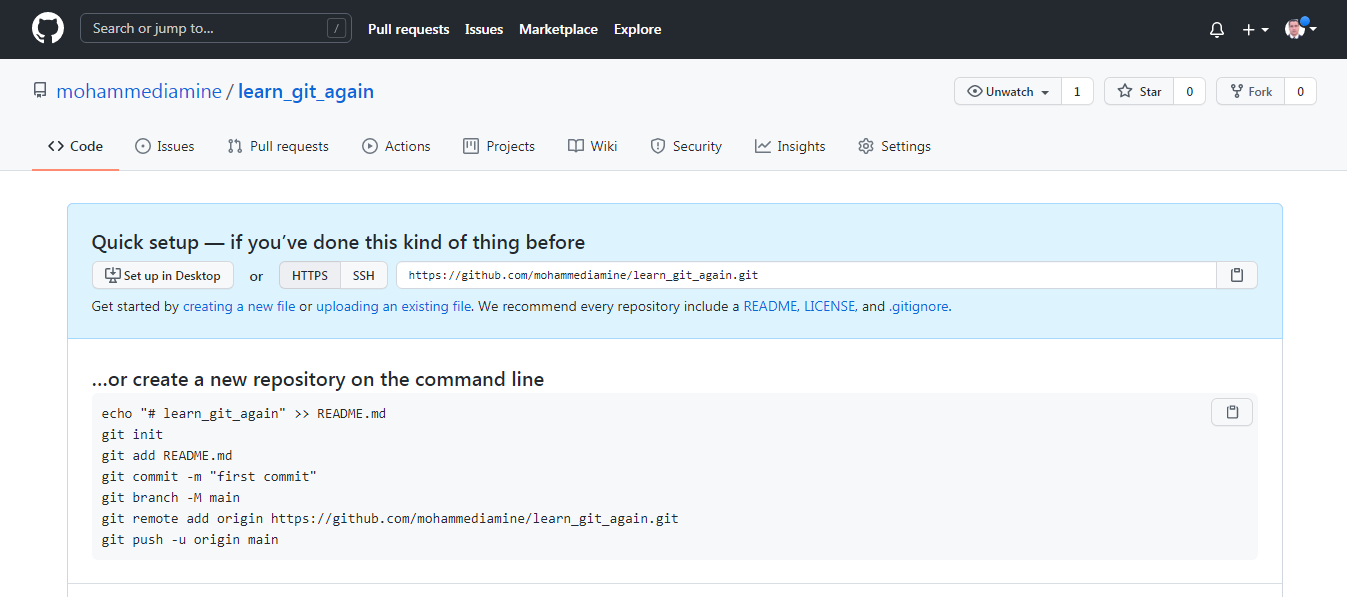 Search or jump to... / Pull requests Issues Marketplace Explore
mohammediamine / learn_git_again Unwatch 1 Star 0 Fork 0
Code Issues Pull requests Actions Projects Wiki Security Insights Settings
Quick setup — if you’ve done this kind of thing before
Set up in Desktop or HTTPS SSH https://github.com/mohammediamine/learn_git_again.git
Get started by creating a new file or uploading an existing file. We recommend every repository include a README, LICENSE, and .gitignore.
…or create a new repository on the command line
echo "# learn_git_again" >> README.md
git init
git add README.md
git commit -m "first commit"
git branch -M main
git remote add origin https://github.com/mohammediamine/learn_git_again.git
git push -u origin main